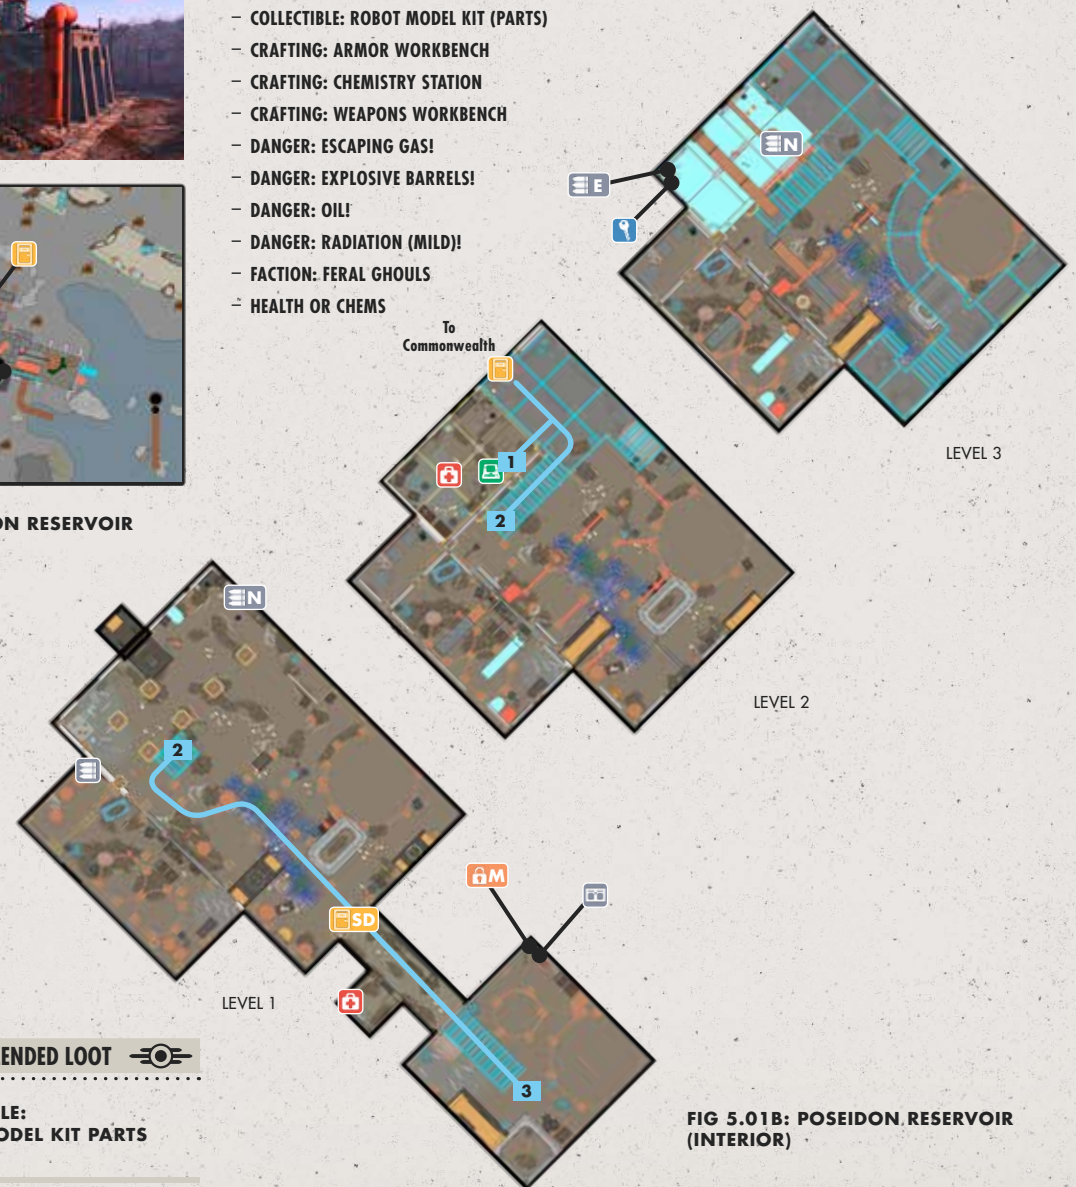 – COLLECTIBLE: ROBOT MODEL KIT (PARTS)
– CRAFTING: ARMOR WORKBENCH
– CRAFTING: CHEMISTRY STATION
– CRAFTING: WEAPONS WORKBENCH
– DANGER: ESCAPING GAS!
– DANGER: EXPLOSIVE BARRELS!
– DANGER: OIL!
– DANGER: RADIATION (MILD)!
– FACTION: FERAL GHOULS
– HEALTH OR CHEMS
N
E
LEVEL 3
To
Commonwealth
1
2
LEVEL 2
ON RESERVOIR
N
2
M
SD
LEVEL 1
3
ENDED LOOT
LE:
ODEL KIT PARTS
FIG 5.01B: POSEIDON RESERVOIR
(INTERIOR)